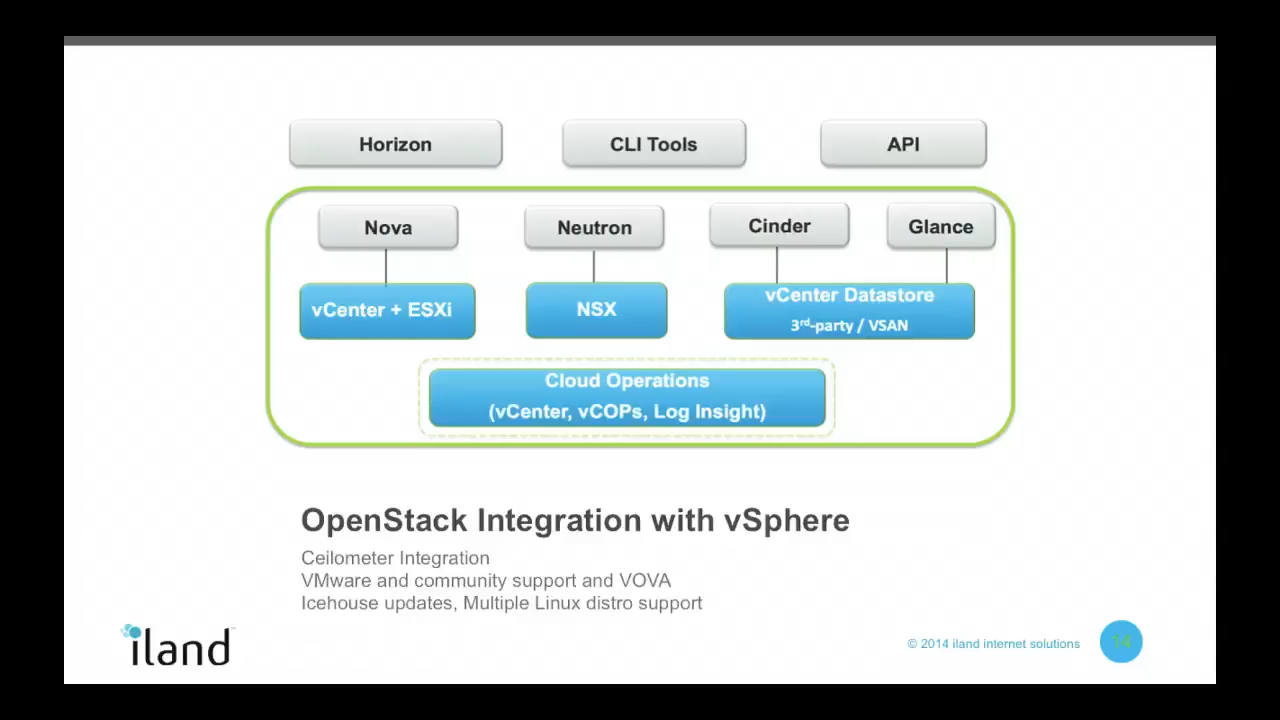 Horizon
CLI Tools
API
Nova
Neutron
Cinder
Glance
vCenter + ESXi
NSX
vCenter Datastore
3rd-party / VSAN
Cloud Operations
(vCenter, vCOPs, Log Insight)
OpenStack Integration with vSphere
Ceilometer Integration
VMware and community support and VOVA
Icehouse updates, Multiple Linux distro support
iland
© 2014 iland internet solutions
14